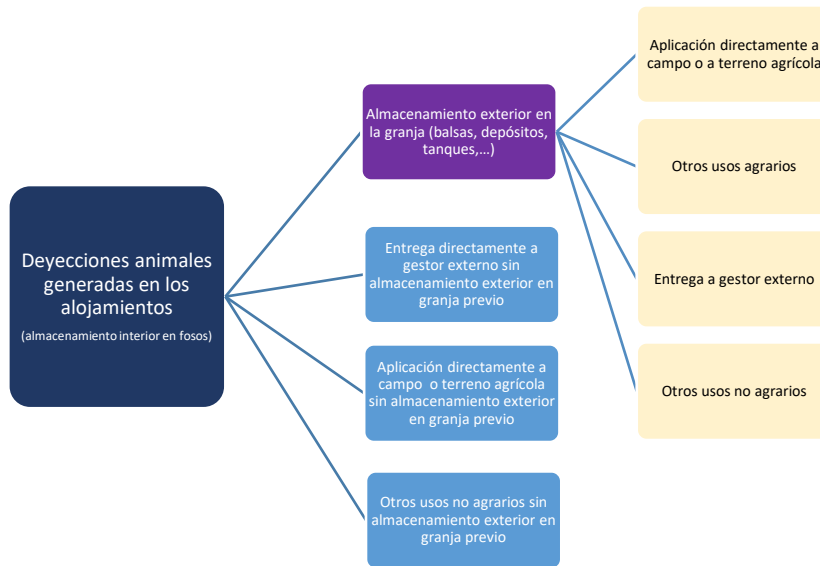 Deyecciones animales
generadas en los
alojamientos
(almacenamiento interior en fosos)
Almacenamiento exterior en
la granja (balsas, depósitos,
tanques,…)
Entrega directamente a
gestor externo sin
almacenamiento exterior en
granja previo
Aplicación directamente a
campo o terreno agrícola
sin almacenamiento exterior
en granja previo
Otros usos no agrarios sin
almacenamiento exterior en
granja previo
Aplicación directamente a
campo o a terreno agrícola
Otros usos agrarios
Entrega a gestor externo
Otros usos no agrarios